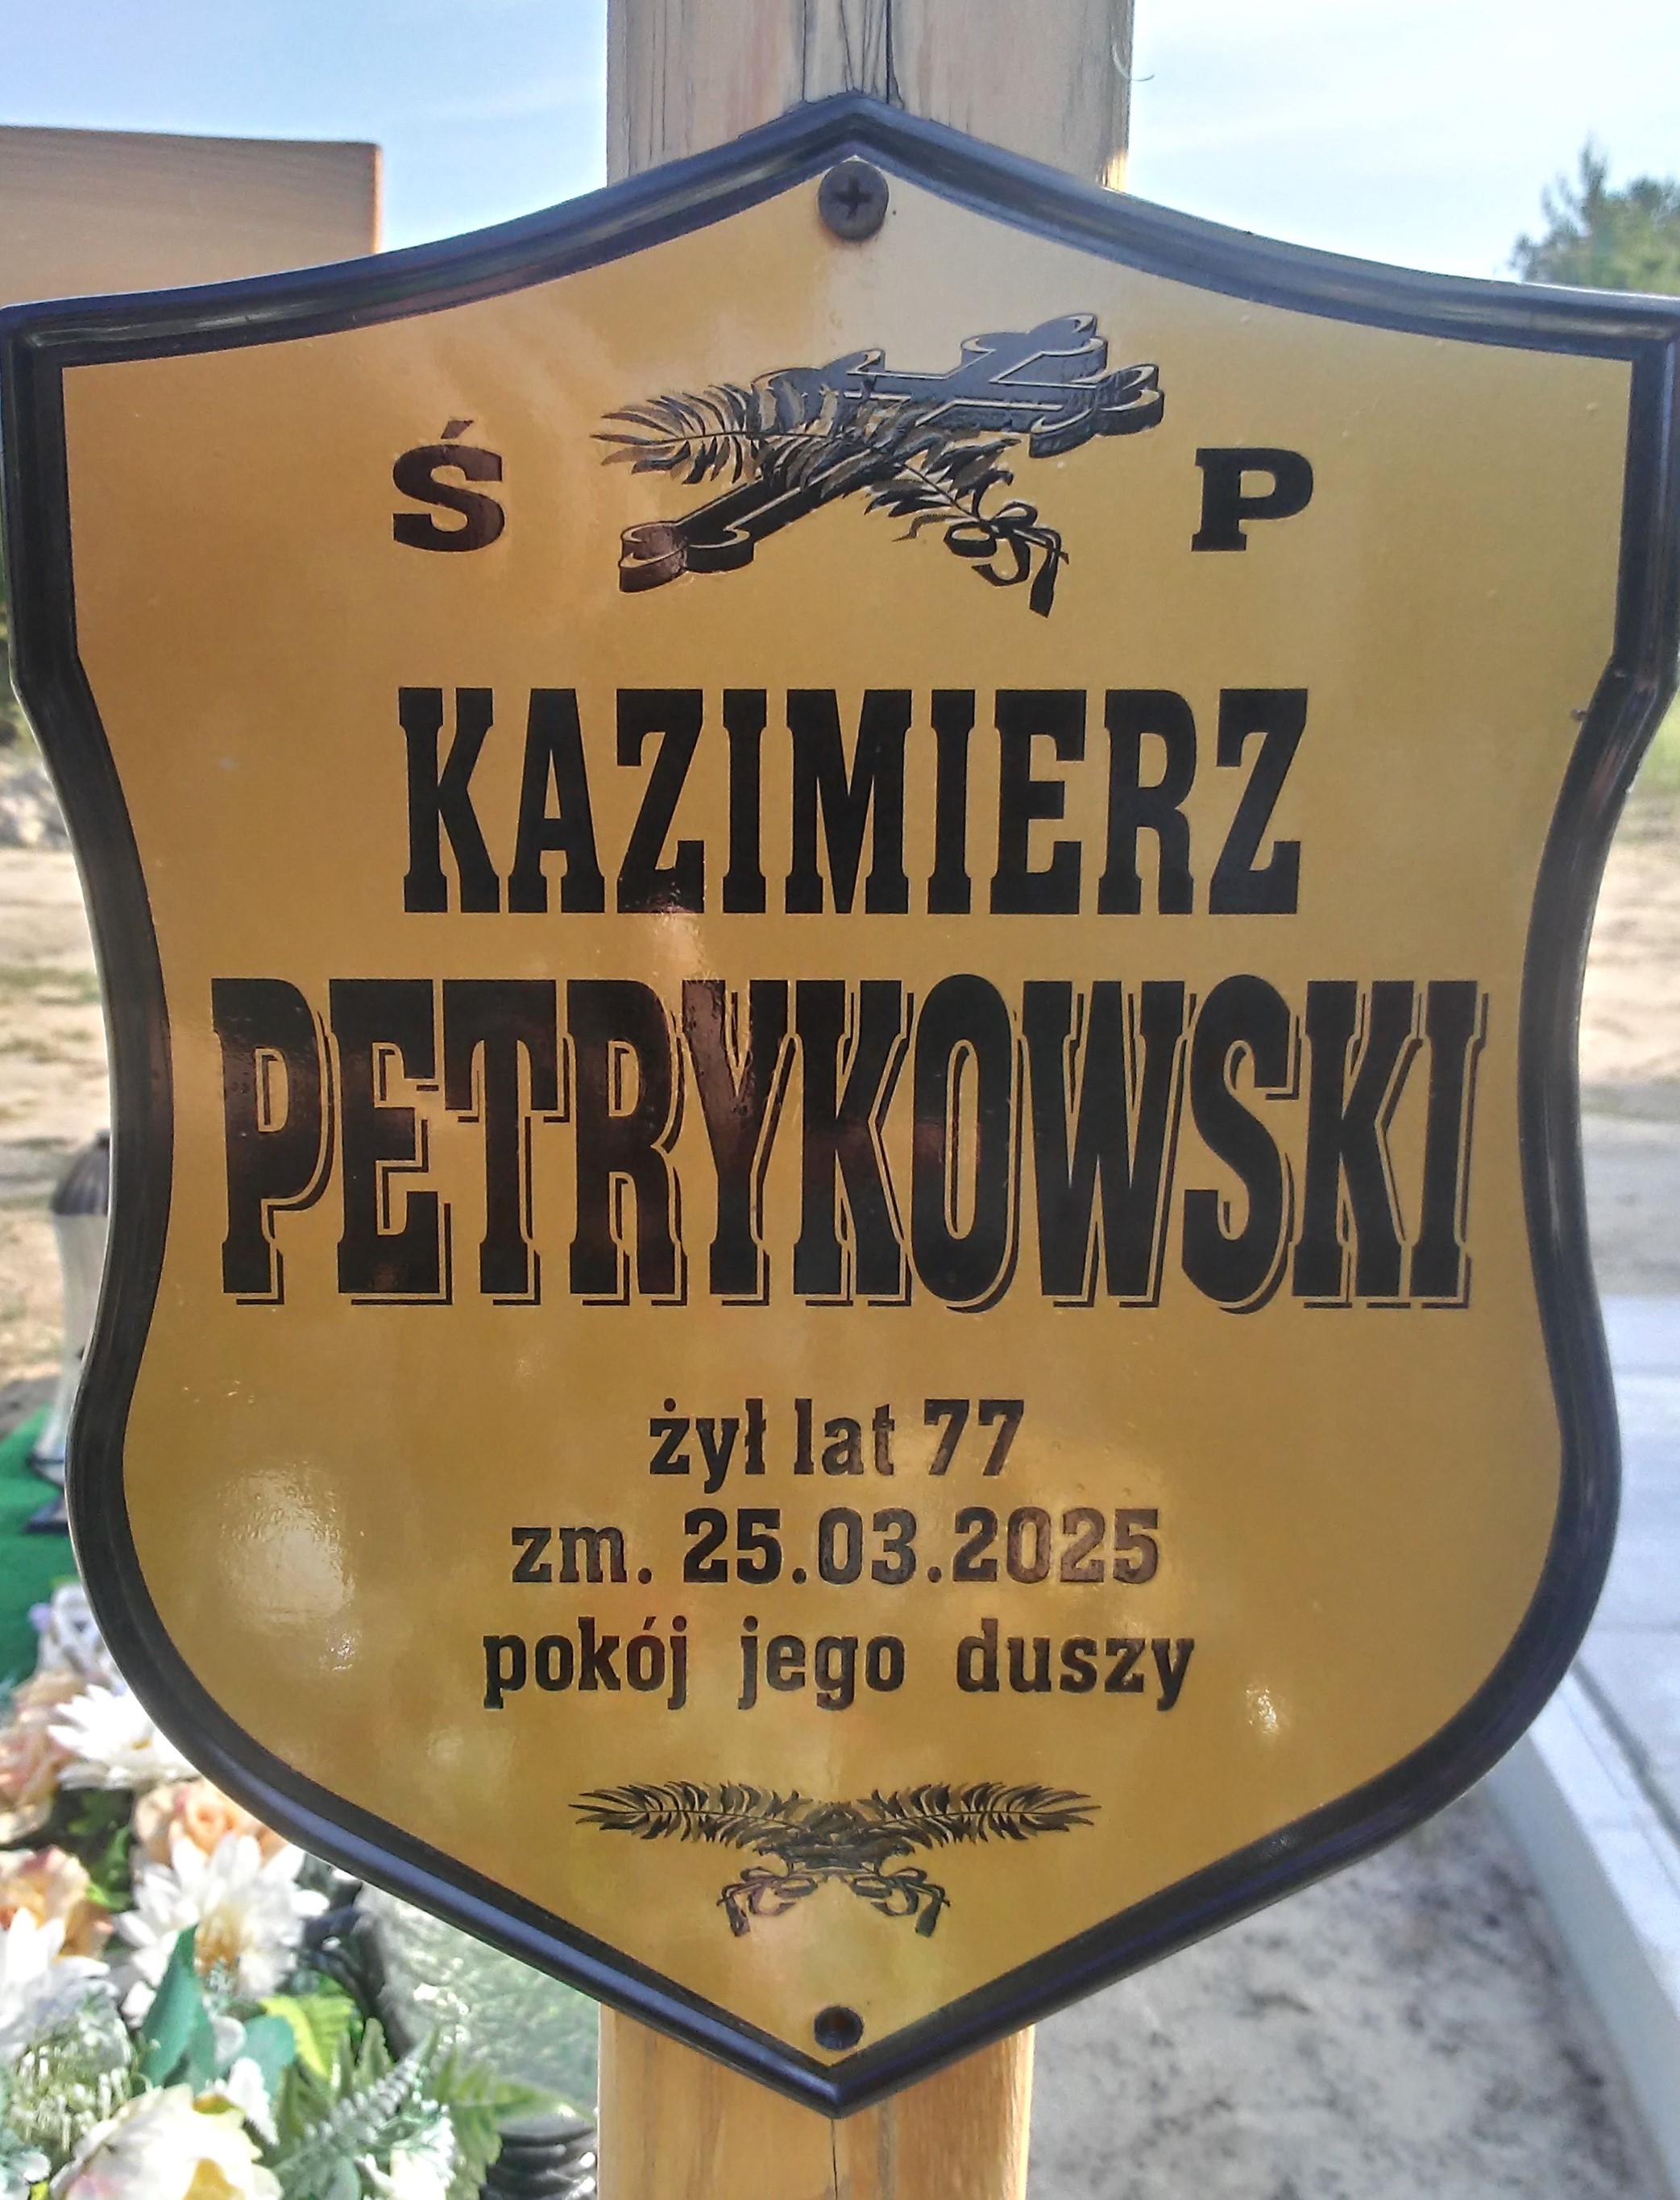 Ś P
KAZIMIERZ
PETRYKOWSKI
żył lat 77
zm. 25.03.2025
pokój jego duszy